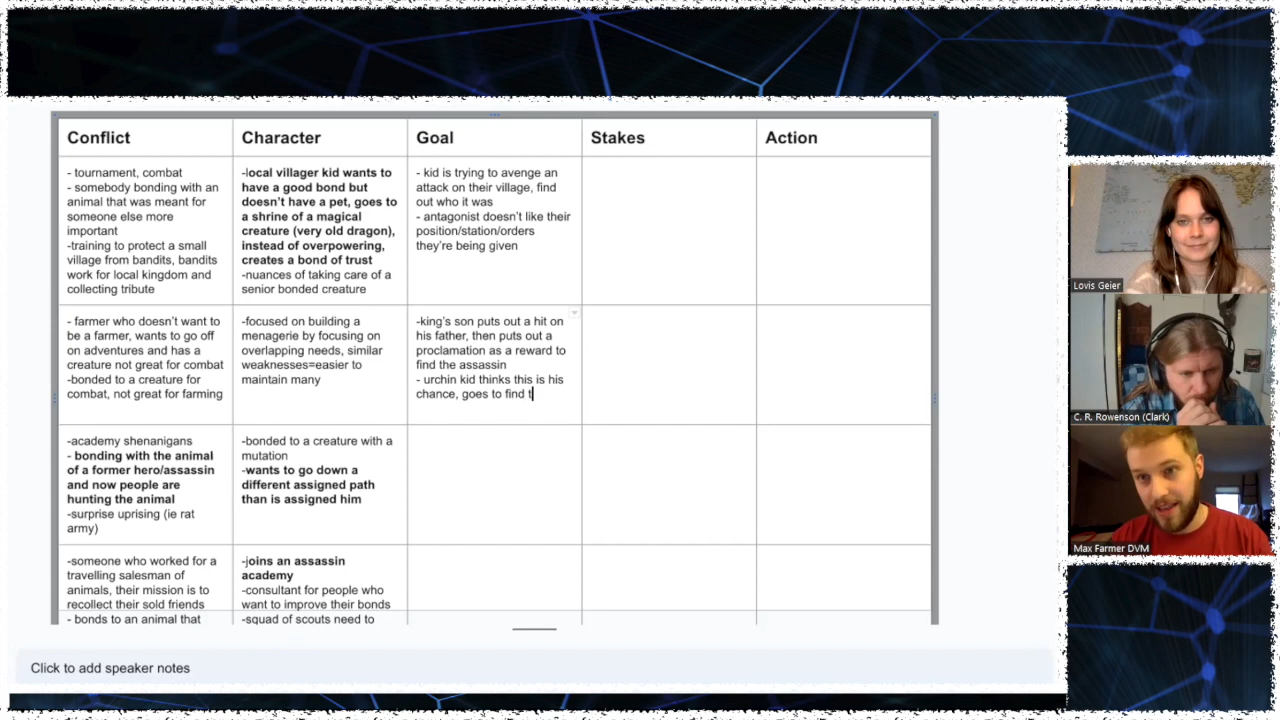 Conflict
Character
Goal
Stakes
Action
- tournament, combat
- somebody bonding with an
animal that was meant for
someone else more
important
-training to protect a small
village from bandits, bandits
work for local kingdom and
collecting tribute
-local villager kid wants to
have a good bond but
doesn't have a pet, goes to
a shrine of a magical
creature (very old dragon),
instead of overpowering,
creates a bond of trust
-nuances of taking care of a
senior bonded creature
- kid is trying to avenge an
attack on their village, find
out who it was
- antagonist doesn't like their
position/station/orders
they're being given
- farmer who doesn't want to
be a farmer, wants to go off
on adventures and has a
creature not great for combat
-bonded to a creature for
combat, not great for farming
-focused on building a
menagerie by focusing on
overlapping needs, similar
weaknesses=easier to
maintain many
-king's son puts out a hit on
his father, then puts out a
proclamation as a reward to
find the assassin
- urchin kid thinks this is his
chance, goes to find t
-academy shenanigans
- bonding with the animal
of a former hero/assassin
and now people are
hunting the animal
-surprise uprising (ie rat
army)
-bonded to a creature with a
mutation
-wants to go down a
different assigned path
than is assigned him
-someone who worked for a
travelling salesman of
animals, their mission is to
recollect their sold friends
- bonds to an animal that
-joins an assassin
academy
-consultant for people who
want to improve their bonds
-squad of scouts need to
Click to add speaker notes
Lovis Geier
C. R. Rowenson (Clark)
Max Farmer DVM